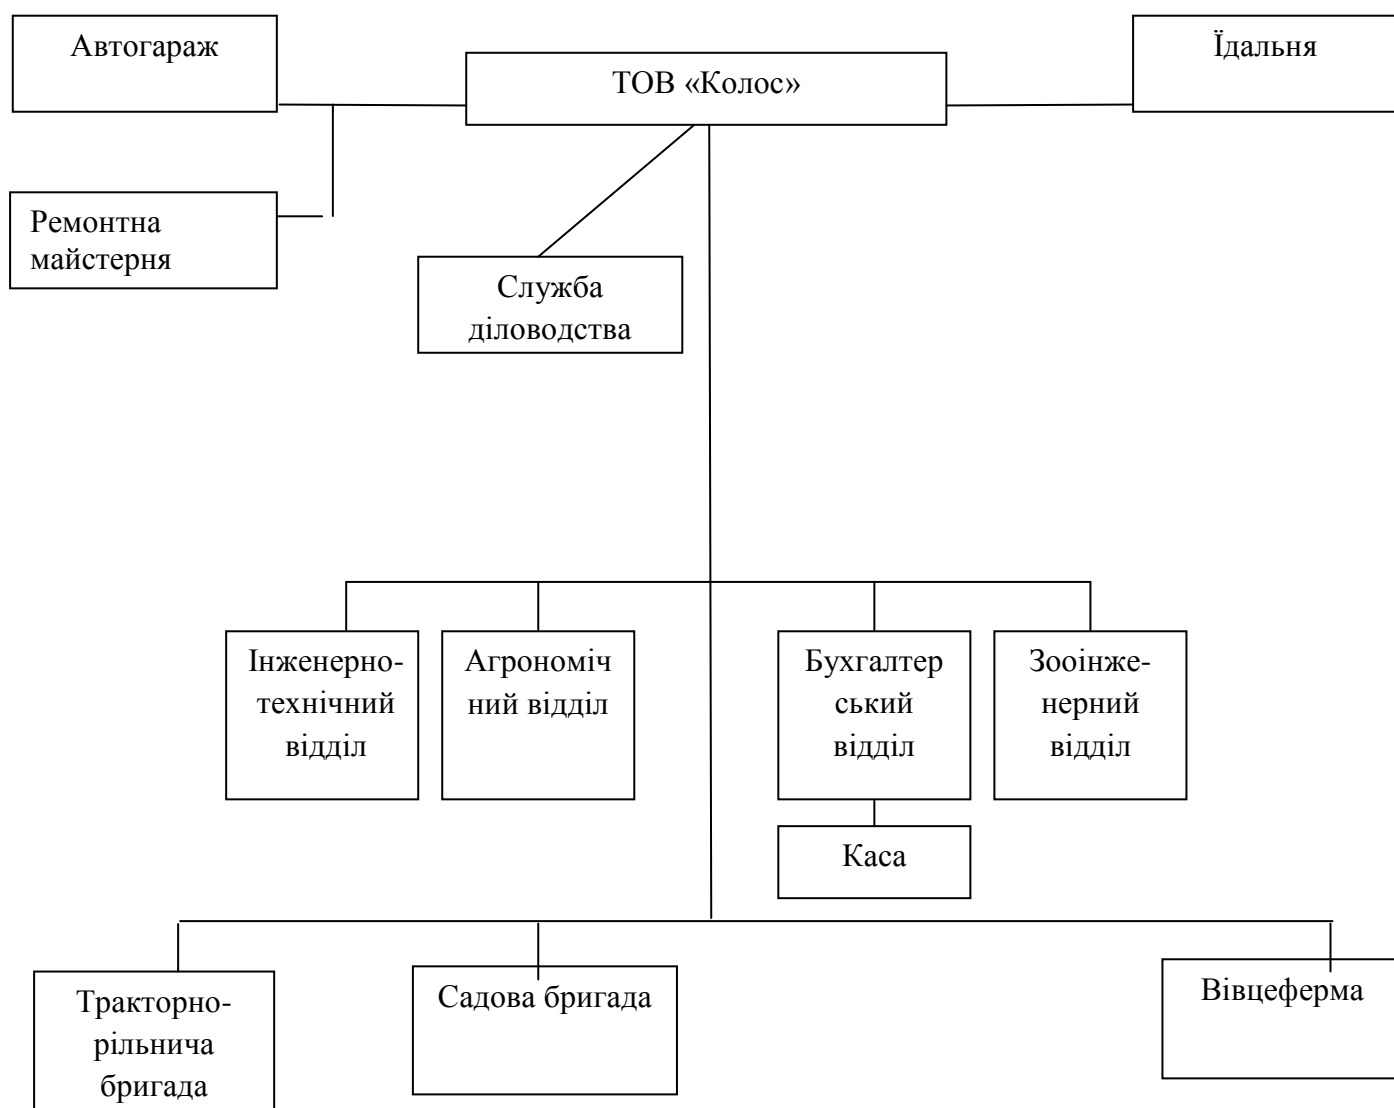 Автогараж
ТОВ «Колос»
Їдальня
Ремонтна
майстерня
Служба
діловодства
Інженерно-
технічний
відділ
Агрономіч
ний відділ
Бухгалтер
ський
відділ
Зооінже-
нерний
відділ
Каса
Тракторно-
рільнича
бригада
Садова бригада
Вівцеферма